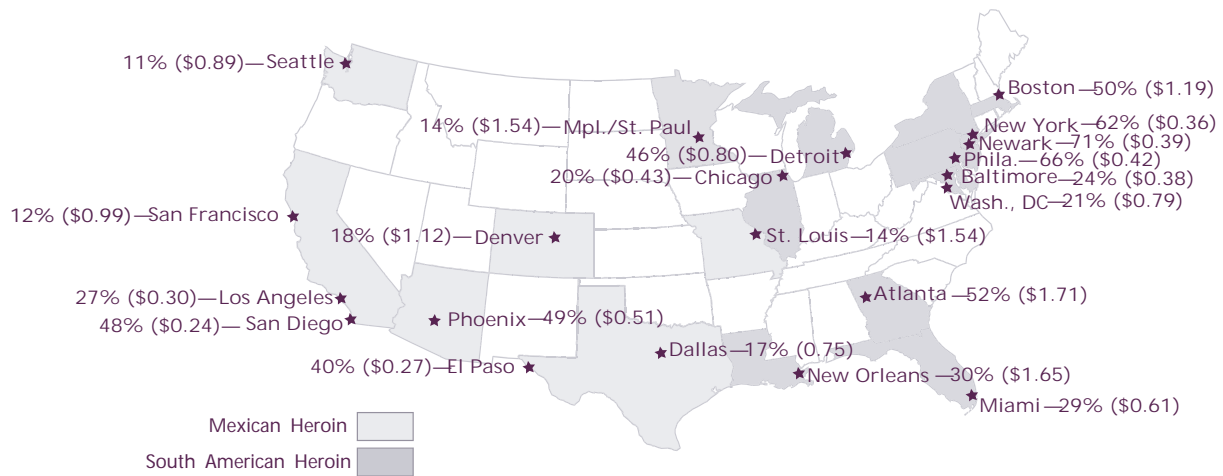 11% ($0.89)—Seattle
Boston—50% ($1.19)
14% ($1.54)—Mpl./St. Paul
New York—62% ($0.36)
Newark—71% ($0.39)
46% ($0.80)—Detroit
Phila.—66% ($0.42)
20% ($0.43)—Chicago
Baltimore—24% ($0.38)
Wash., DC—21% ($0.79)
12% ($0.99)—San Francisco
18% ($1.12)—Denver
St. Louis—14% ($1.54)
27% ($0.30)—Los Angeles
Atlanta—52% ($1.71)
48% ($0.24)—San Diego
Phoenix—49% ($0.51)
Dallas—17% (0.75)
40% ($0.27)—El Paso
New Orleans—30% ($1.65)
Miami—29% ($0.61)
Mexican Heroin
South American Heroin